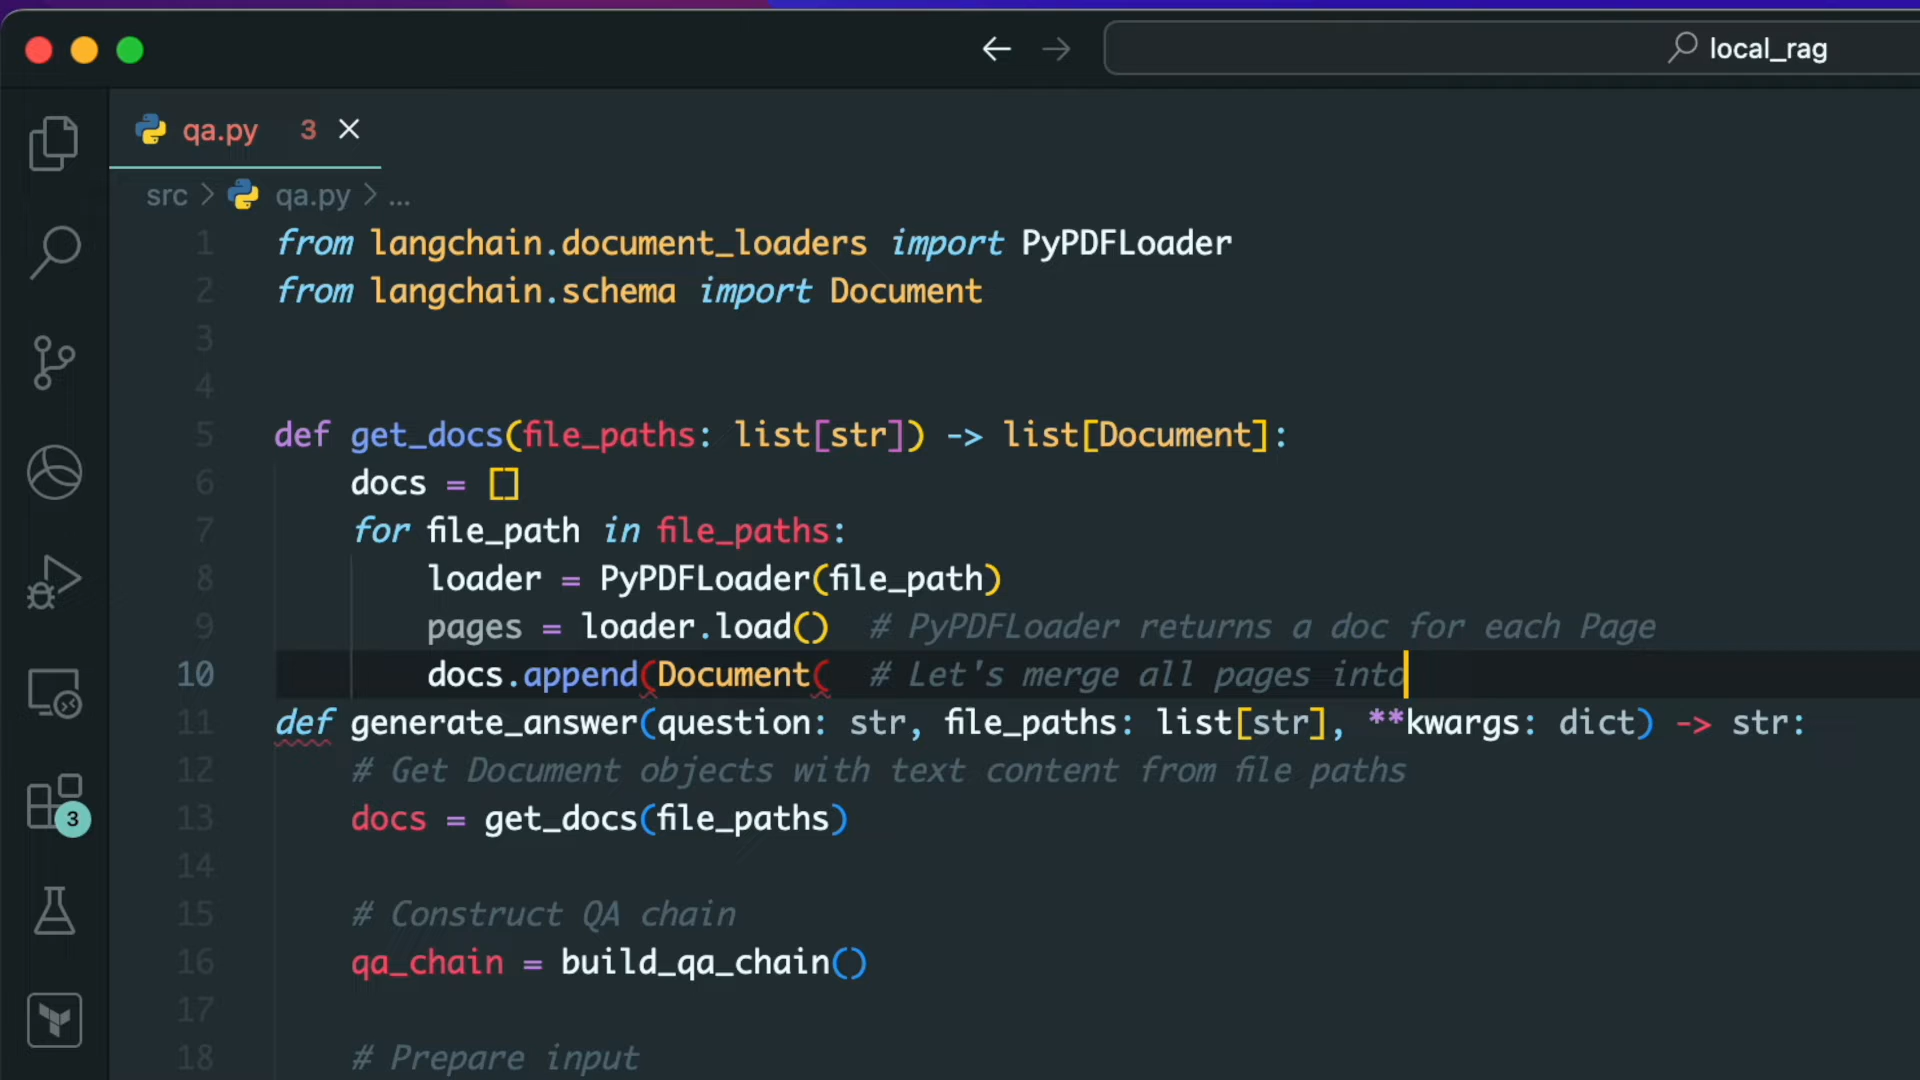 local_rag
qa.py 3
src > qa.py > ...
1 from langchain.document_loaders import PyPDFLoader
2 from langchain.schema import Document
3
4
5 def get_docs(file_paths: list[str]) -> list[Document]:
6     docs = []
7     for file_path in file_paths:
8         loader = PyPDFLoader(file_path)
9         pages = loader.load()  # PyPDFLoader returns a doc for each Page
10         docs.append(Document(  # Let's merge all pages into
11 def generate_answer(question: str, file_paths: list[str], **kwargs: dict) -> str:
12     # Get Document objects with text content from file paths
13     docs = get_docs(file_paths)
14
15     # Construct QA chain
3
16     qa_chain = build_qa_chain()
17
18     # Prepare input